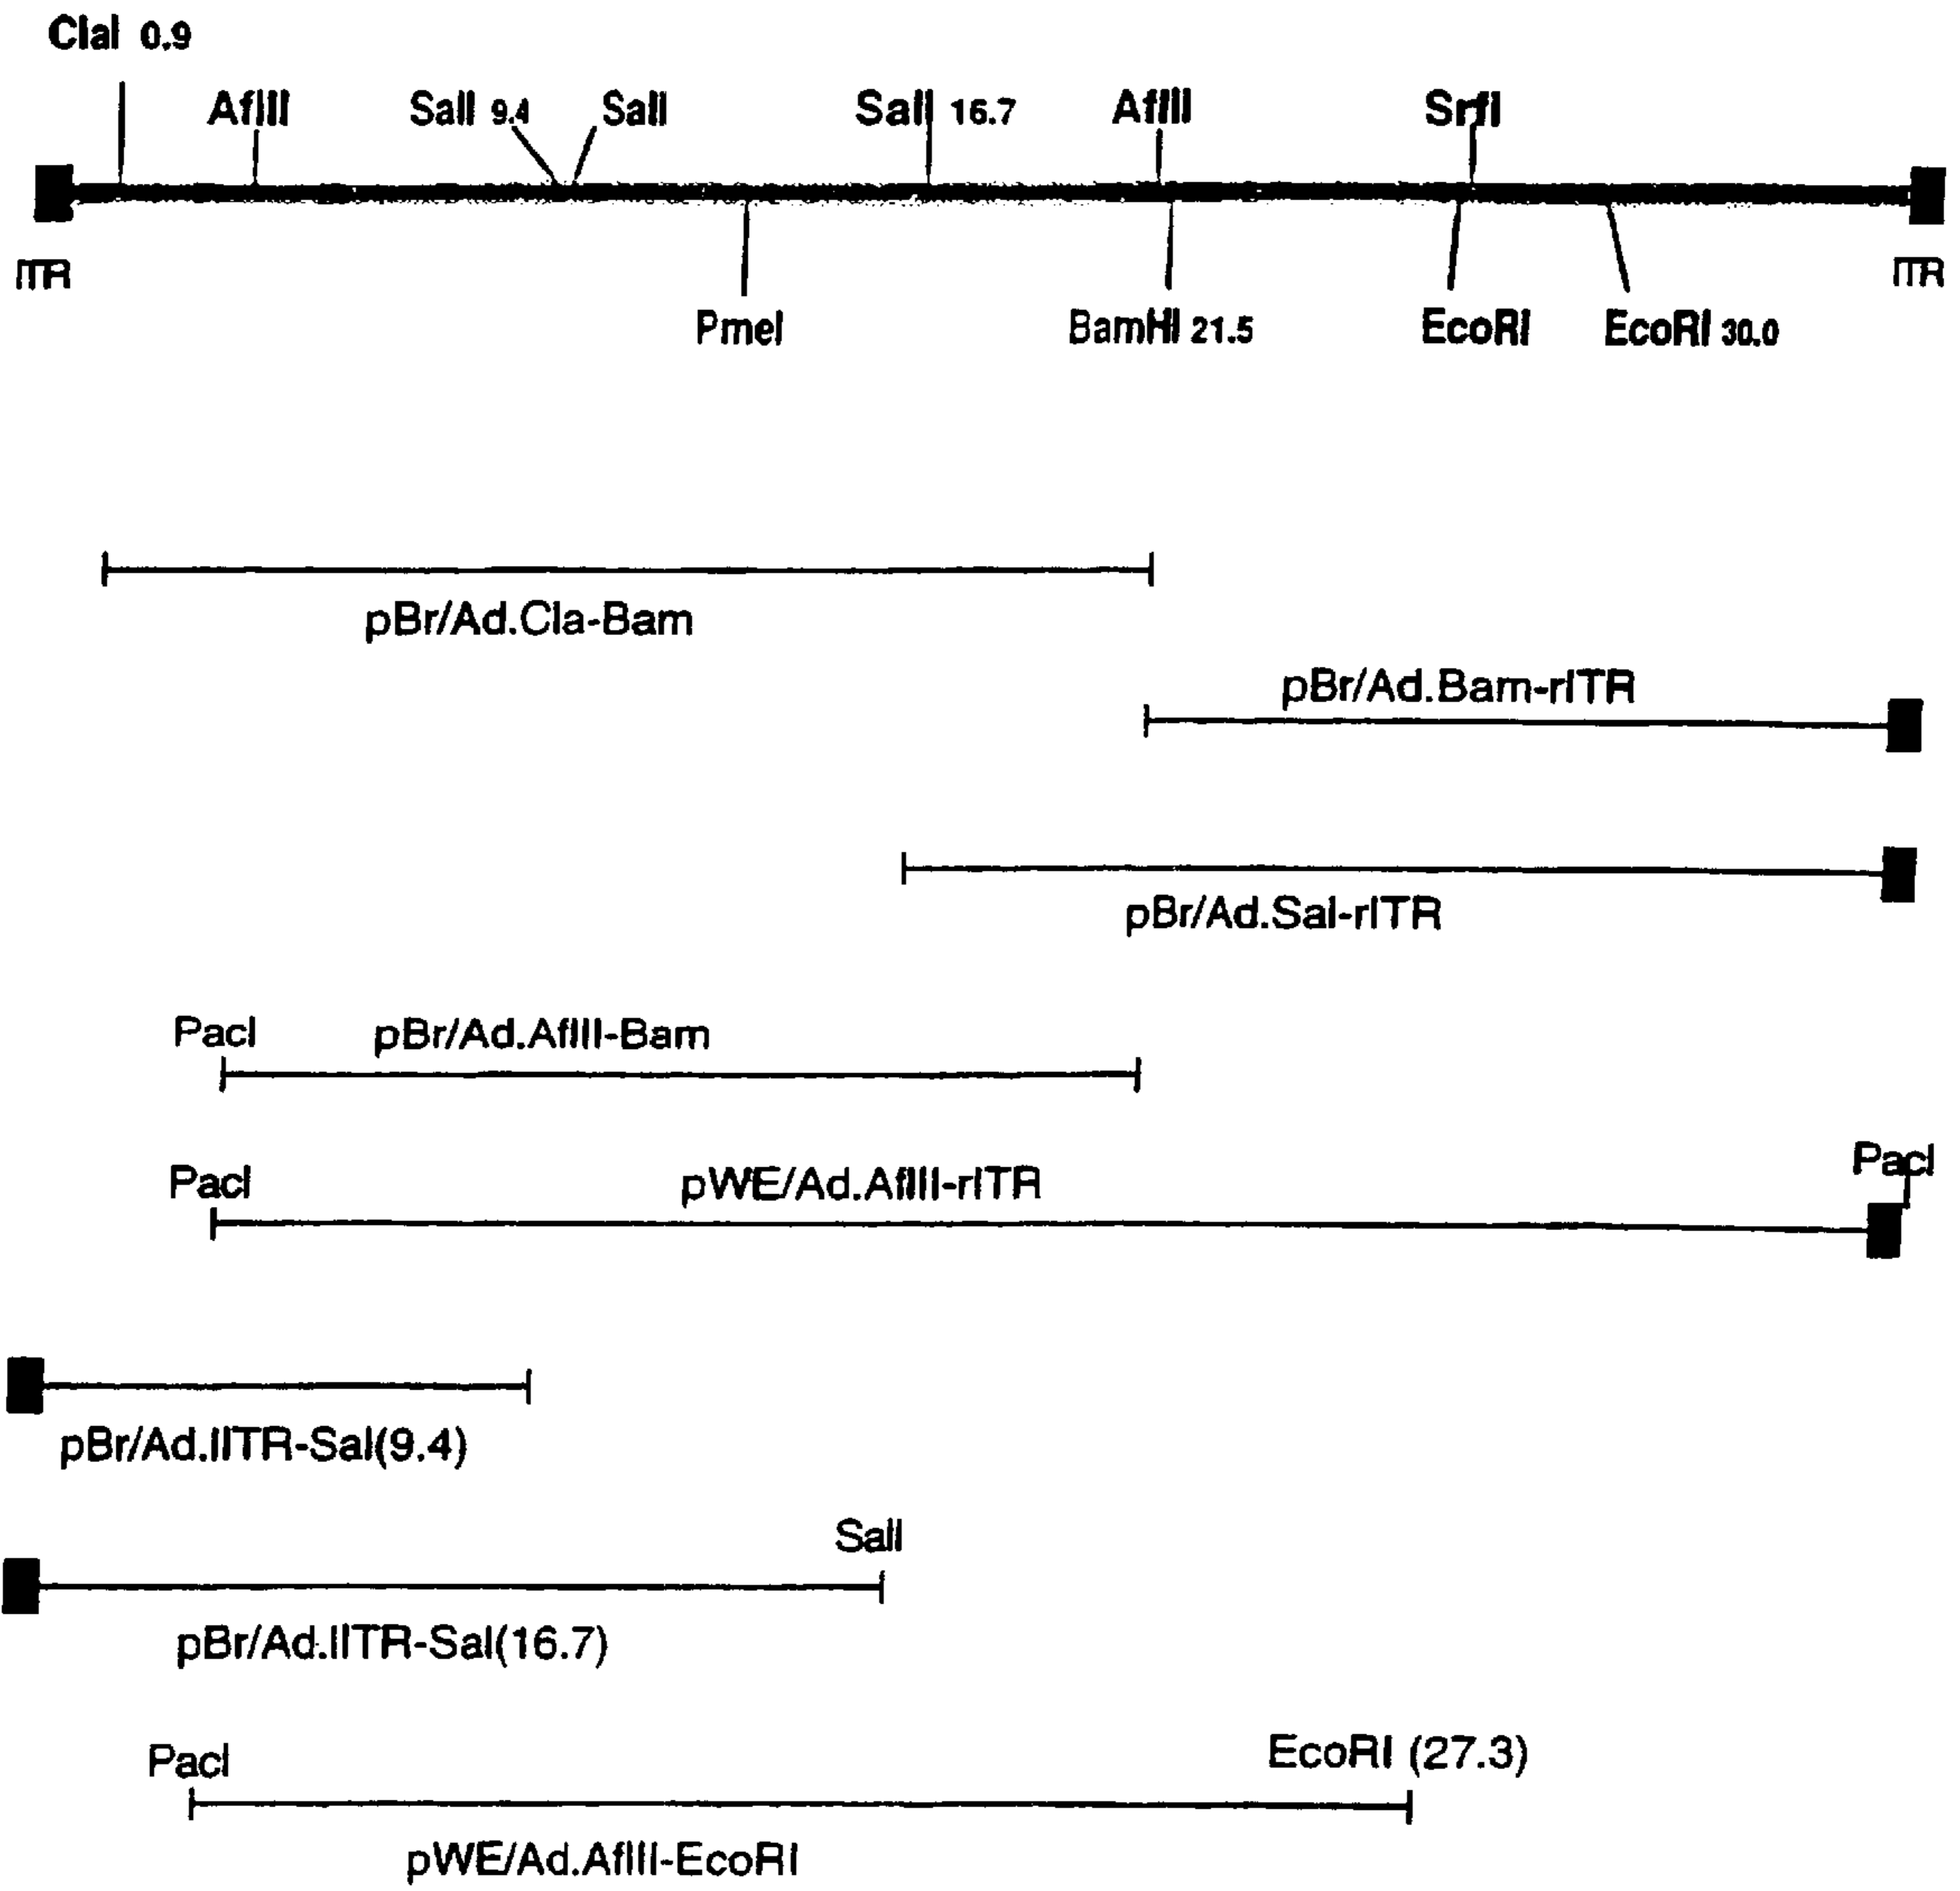 ClaI 0.9
AflII SalI 9.4 SalI SalI 16.7 AflII SrfI
ITR ITR
PmeI BamHI 21.5 EcoRI EcoRI 30.0
pBr/Ad.Cla-Bam
pBr/Ad.Bam-rITR
pBr/Ad.Sal-rITR
PacI pBr/Ad.AflII-Bam
PacI pWE/Ad.AflII-rITR PacI
pBr/Ad.lITR-Sal(9.4)
SalI
pBr/Ad.lITR-Sal(16.7)
PacI EcoRI (27.3)
pWE/Ad.AflII-EcoRI